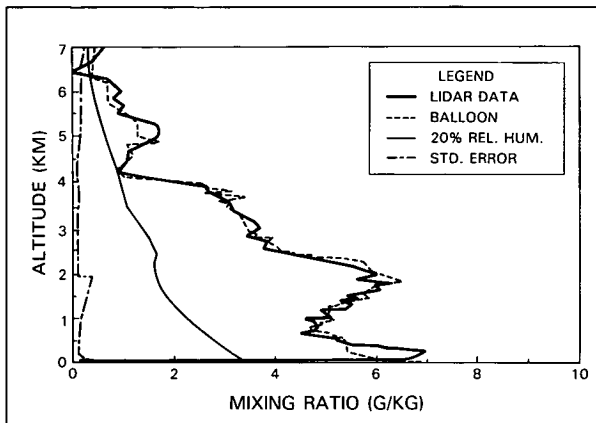 7
6
5
4
3
2
1
0
ALTITUDE (KM)
LEGEND
LIDAR DATA
BALLOON
20% REL. HUM.
STD. ERROR
0
2
4
6
8
10
MIXING RATIO (G/KG)